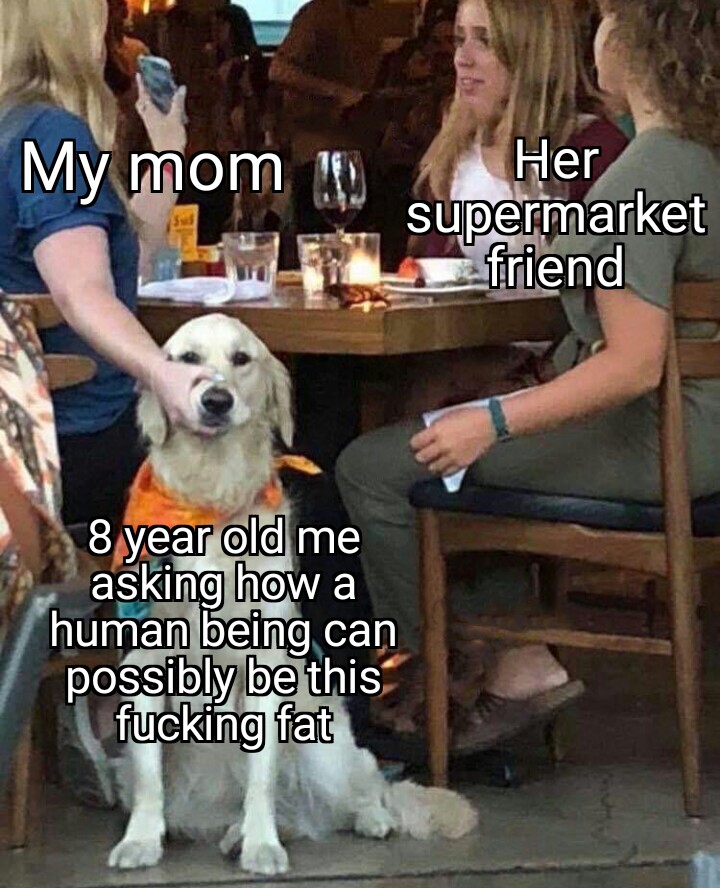 My mom
Her
supermarket
friend
8 year old me
asking how a
human being can
possibly be this
fucking fat